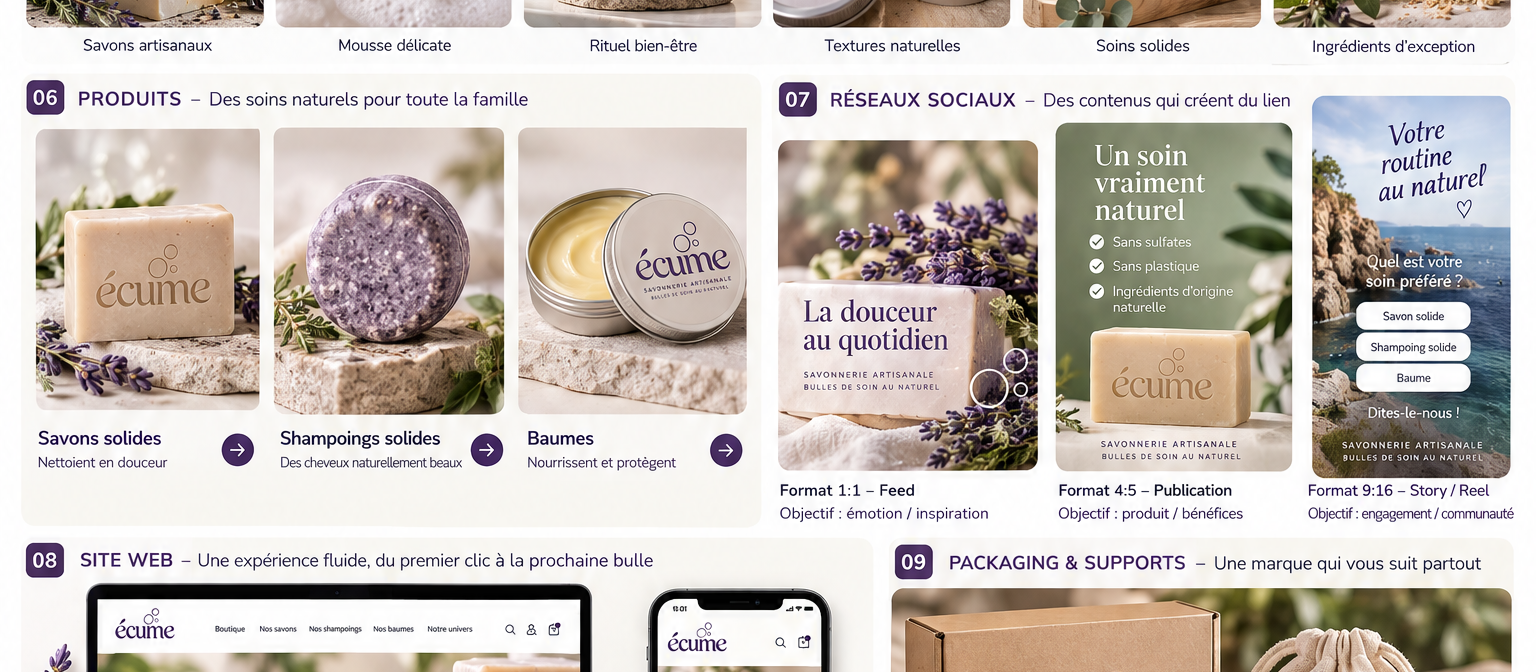 Savons artisanaux
Mousse délicate
Rituel bien-être
Textures naturelles
Soins solides
Ingrédients d'exception
06 PRODUITS – Des soins naturels pour toute la famille
écume
écume
SAVONNERIE ARTISANALE
BULLES DE SOIN AU NATUREL
Savons solides
Nettoient en douceur
Shampoings solides
Des cheveux naturellement beaux
Baumes
Nourrissent et protègent
07 RÉSEAUX SOCIAUX – Des contenus qui créent du lien
La douceur
au quotidien
SAVONNERIE ARTISANALE
BULLES DE SOIN AU NATUREL
Format 1:1 – Feed
Objectif : émotion / inspiration
Un soin
vraiment
naturel
Sans sulfates
Sans plastique
Ingrédients d'origine
naturelle
écume
SAVONNERIE ARTISANALE
BULLES DE SOIN AU NATUREL
Format 4:5 – Publication
Objectif : produit / bénéfices
Votre
routine
au naturel
Quel est votre
soin préféré ?
Savon solide
Shampoing solide
Baume
Dites-le-nous !
SAVONNERIE ARTISANALE
BULLES DE SOIN AU NATUREL
Format 9:16 – Story / Reel
Objectif : engagement / communauté
08 SITE WEB – Une expérience fluide, du premier clic à la prochaine bulle
écume
Boutique Nos savons Nos shampoings Nos baumes Notre univers
écume
09 PACKAGING & SUPPORTS – Une marque qui vous suit partout